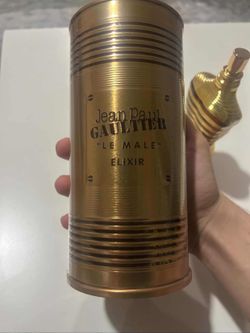 Jean Paul
GAULTIER
"LE MALE"
ELIXIR